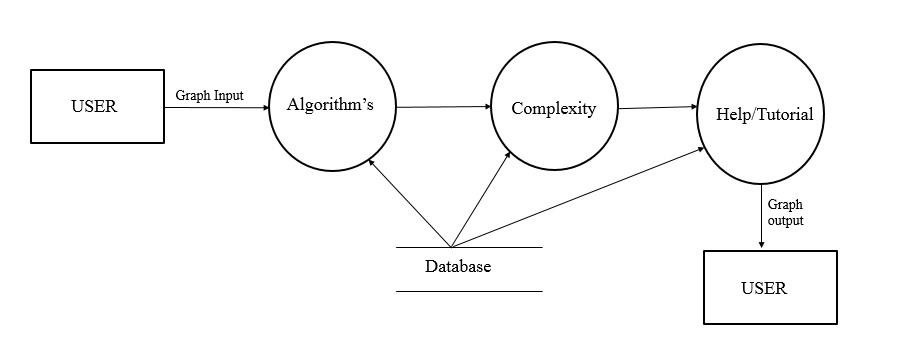 USER
Graph Input
Algorithm's
Complexity
Help/Tutorial
Graph
output
Database
USER